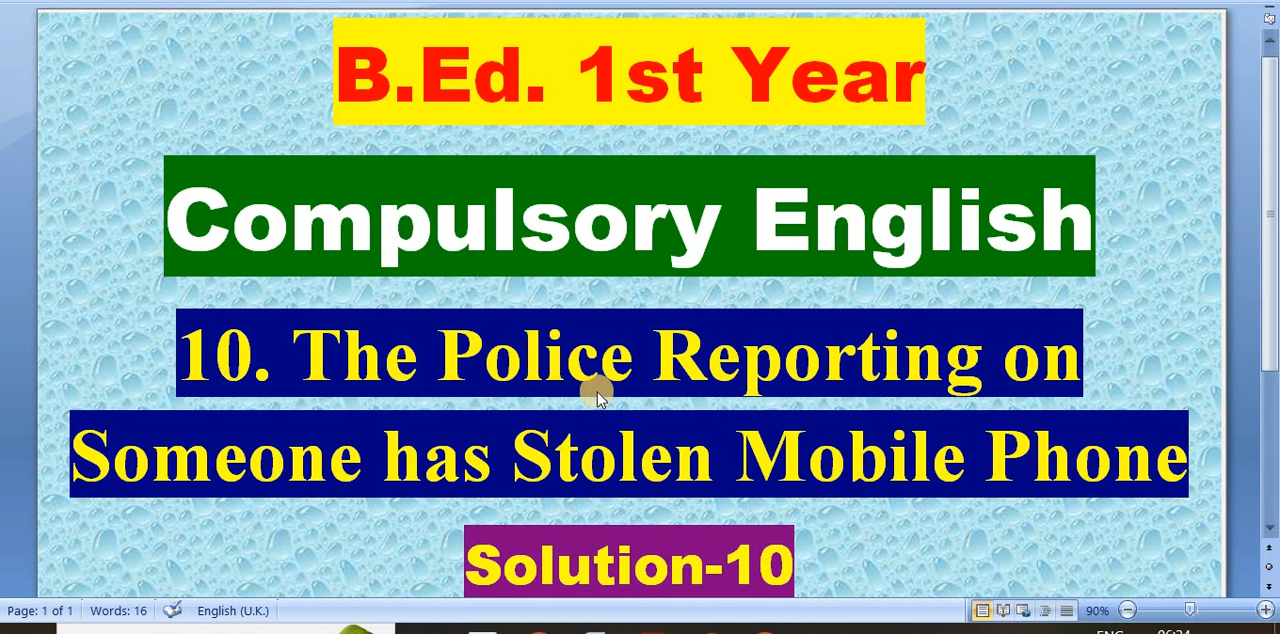 B.Ed. 1st Year
Compulsory English
10. The Police Reporting on
Someone has Stolen Mobile Phone
Solution-10
Page: 1 of 1 Words: 16 English (U.K.) 90%